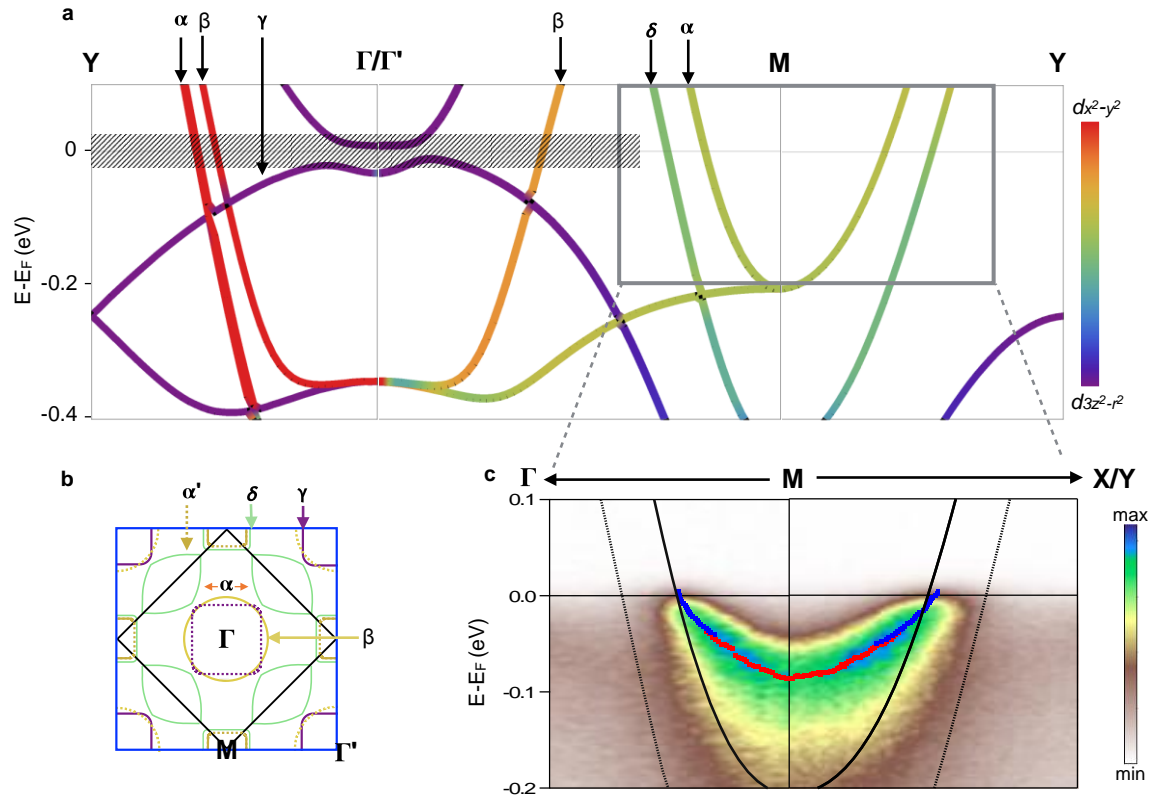 a
α β γ β δ α
Y Γ/Γ' M Y
E-EF (eV)
0
-0.2
-0.4
dx²-y²
d3z²-r²
b
α' δ γ
α
Γ
β
M Γ'
c
Γ M X/Y
E-EF (eV)
0.1
0.0
-0.1
-0.2
max
min